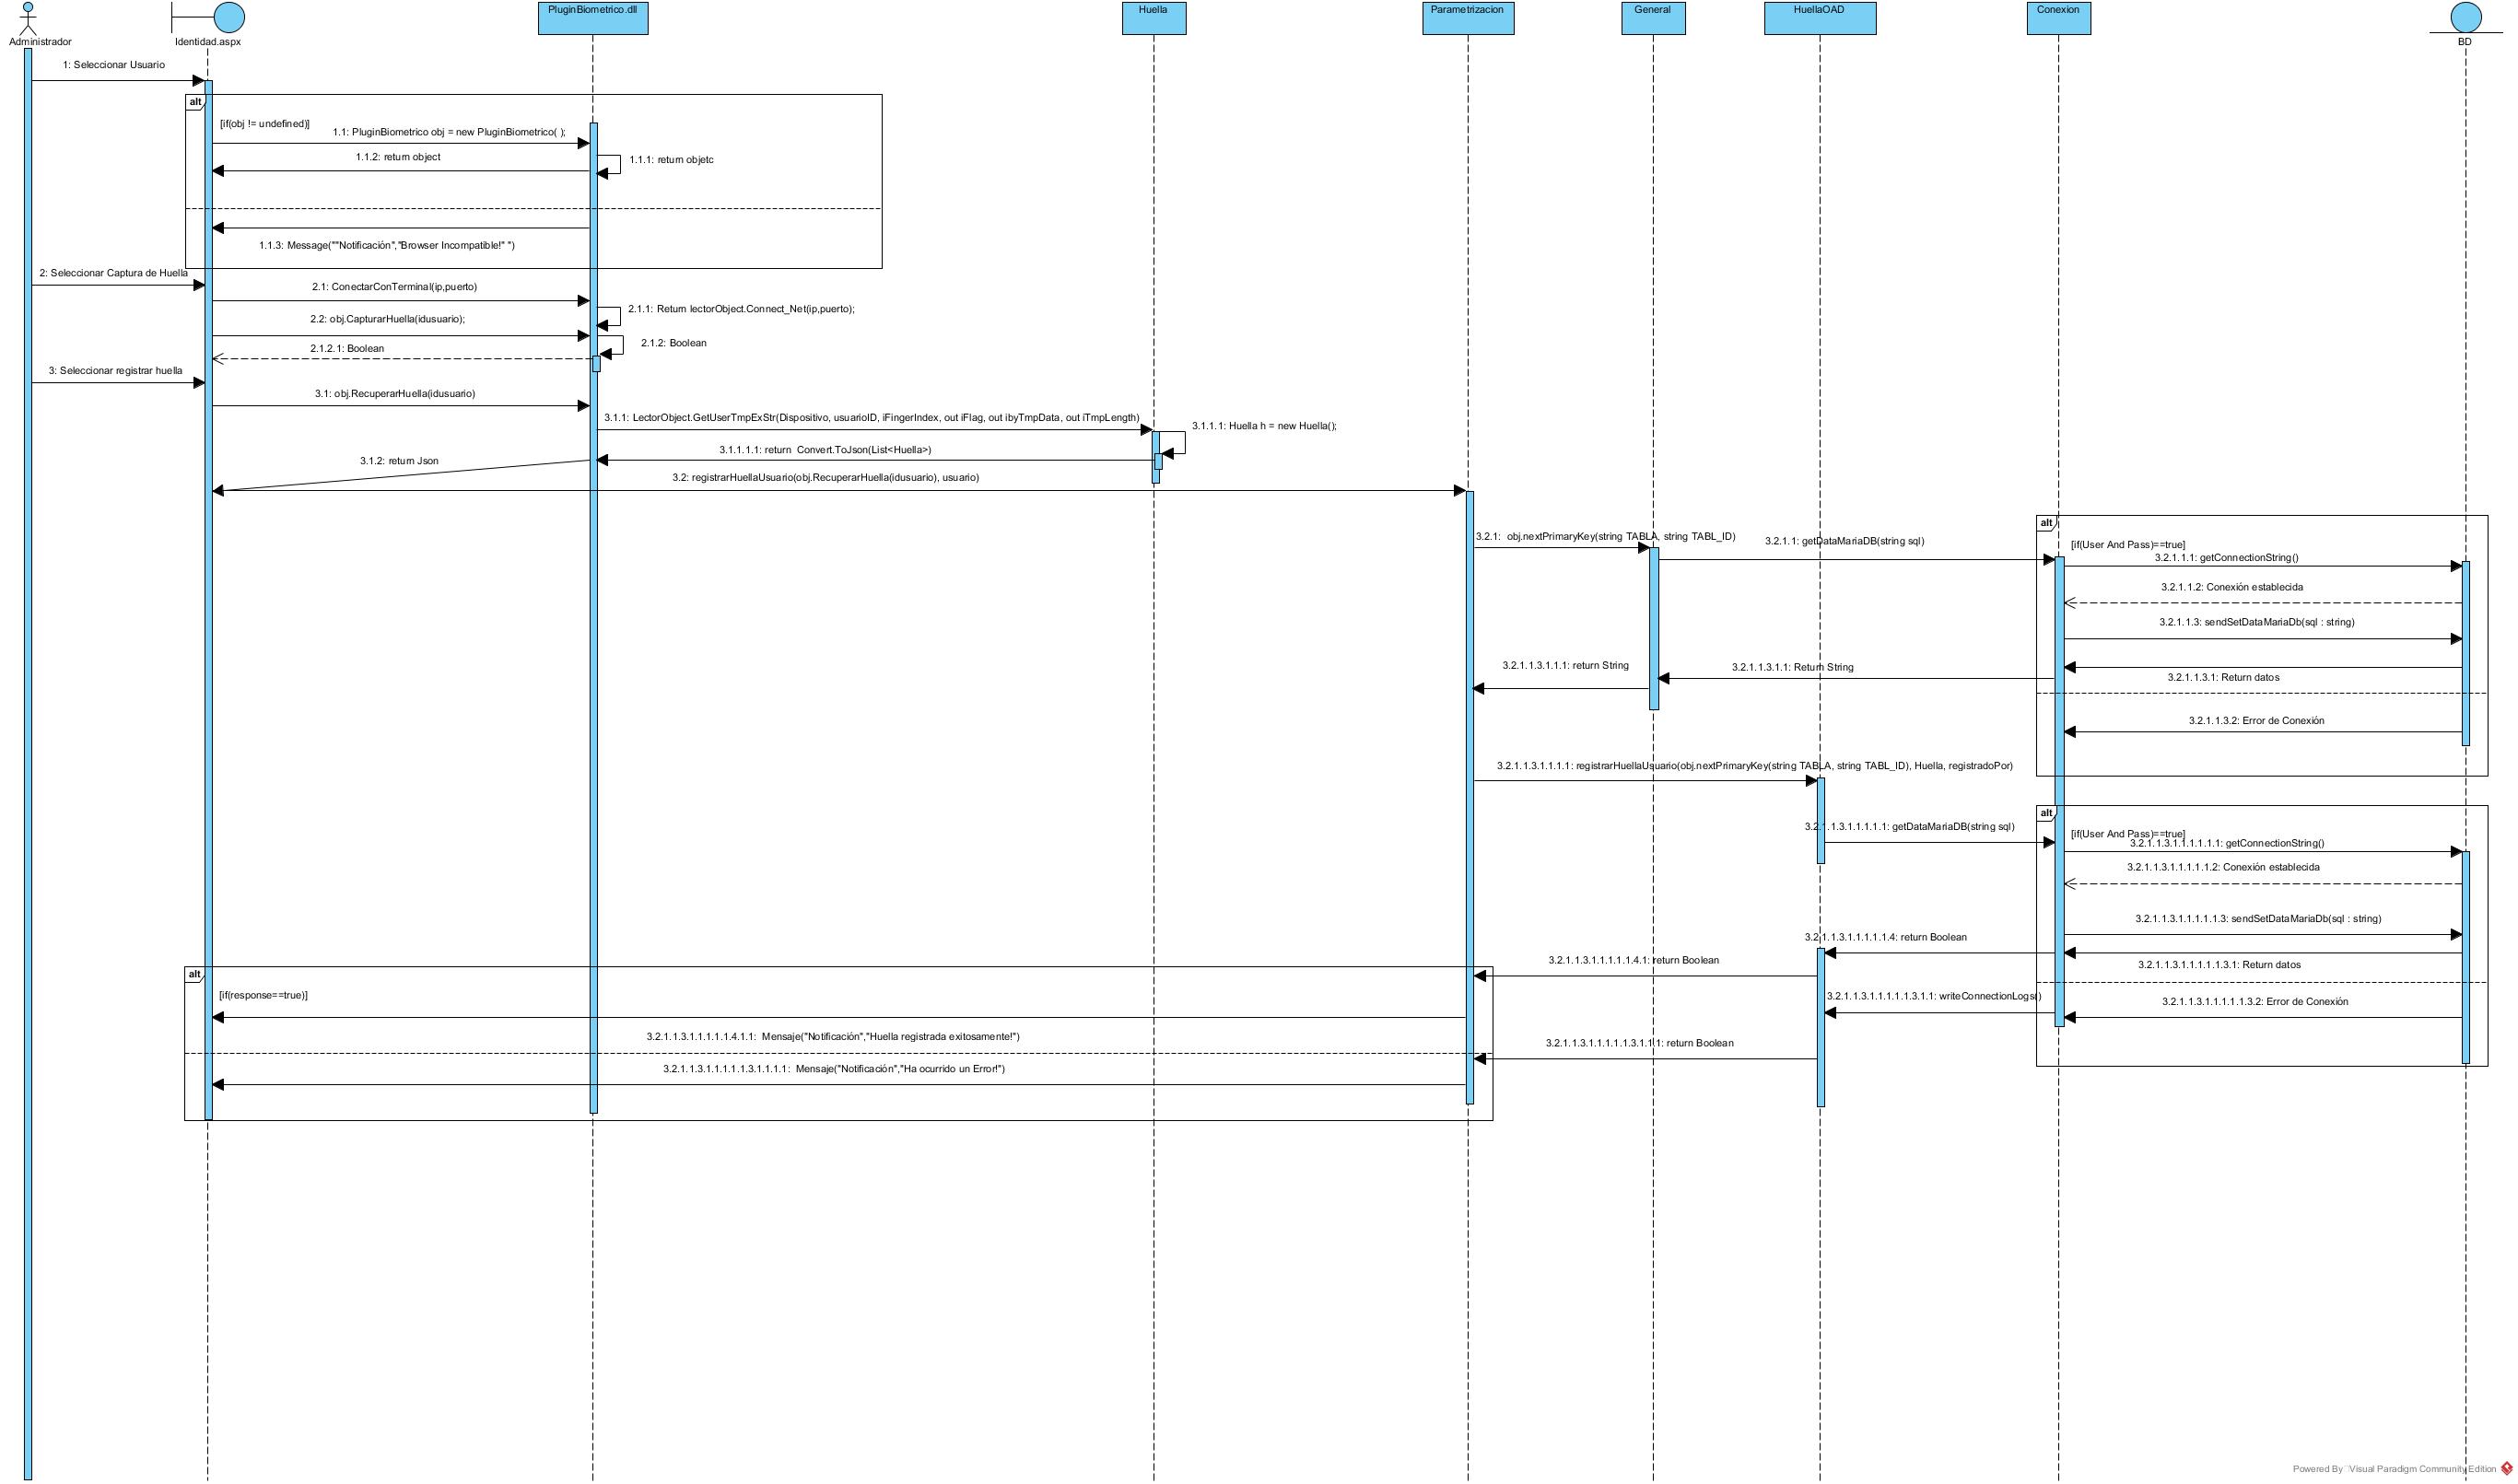 Administrador
Identidad.aspx
PluginBiometrico.dll
Huella
Parametrizacion
General
HuellaOAD
Conexion
BD
1: Seleccionar Usuario
alt
[if(obj != undefined)]
1.1: PluginBiometrico obj = new PluginBiometrico( );
1.1.2: return object
1.1.1: return objetc
1.1.3: Message(""Notificación","Browser Incompatible!" ")
2: Seleccionar Captura de Huella
2.1: ConectarConTerminal(ip,puerto)
2.1.1: Return lectorObject.Connect_Net(ip,puerto);
2.2: obj.CapturarHuella(idusuario);
2.1.2: Boolean
2.1.2.1: Boolean
3: Seleccionar registrar huella
3.1: obj.RecuperarHuella(idusuario)
3.1.1: LectorObject.GetUserTmpExStr(Dispositivo, usuarioID, iFingerIndex, out iFlag, out ibyTmpData, out iTmpLength)
3.1.1.1: Huella h = new Huella();
3.1.1.1.1: return Convert.ToJson(List<Huella>)
3.1.2: return Json
3.2: registrarHuellaUsuario(obj.RecuperarHuella(idusuario), usuario)
alt
3.2.1: obj.nextPrimaryKey(string TABLA, string TABL_ID)
3.2.1.1: getDataMariaDB(string sql)
[if(User And Pass)==true]
3.2.1.1.1: getConnectionString()
3.2.1.1.2: Conexión establecida
3.2.1.1.3: sendSetDataMariaDb(sql : string)
3.2.1.1.3.1.1.1: return String
3.2.1.1.3.1.1: Return String
3.2.1.1.3.1: Return datos
3.2.1.1.3.2: Error de Conexión
3.2.1.1.3.1.1.1.1: registrarHuellaUsuario(obj.nextPrimaryKey(string TABLA, string TABL_ID), Huella, registradoPor)
alt
3.2.1.1.3.1.1.1.1.1: getDataMariaDB(string sql)
[if(User And Pass)==true]
3.2.1.1.3.1.1.1.1.1.1: getConnectionString()
3.2.1.1.3.1.1.1.1.1.2: Conexión establecida
3.2.1.1.3.1.1.1.1.1.3: sendSetDataMariaDb(sql : string)
3.2.1.1.3.1.1.1.1.1.4: return Boolean
3.2.1.1.3.1.1.1.1.1.4.1: return Boolean
3.2.1.1.3.1.1.1.1.1.3.1: Return datos
alt
[if(response==true)]
3.2.1.1.3.1.1.1.1.1.3.1.1: writeConnectionLogs()
3.2.1.1.3.1.1.1.1.1.3.2: Error de Conexión
3.2.1.1.3.1.1.1.1.1.4.1.1: Mensaje("Notificación","Huella registrada exitosamente!")
3.2.1.1.3.1.1.1.1.1.3.1.1.1: return Boolean
3.2.1.1.3.1.1.1.1.1.3.1.1.1.1: Mensaje("Notificación","Ha ocurrido un Error!")
Powered By Visual Paradigm Community Edition